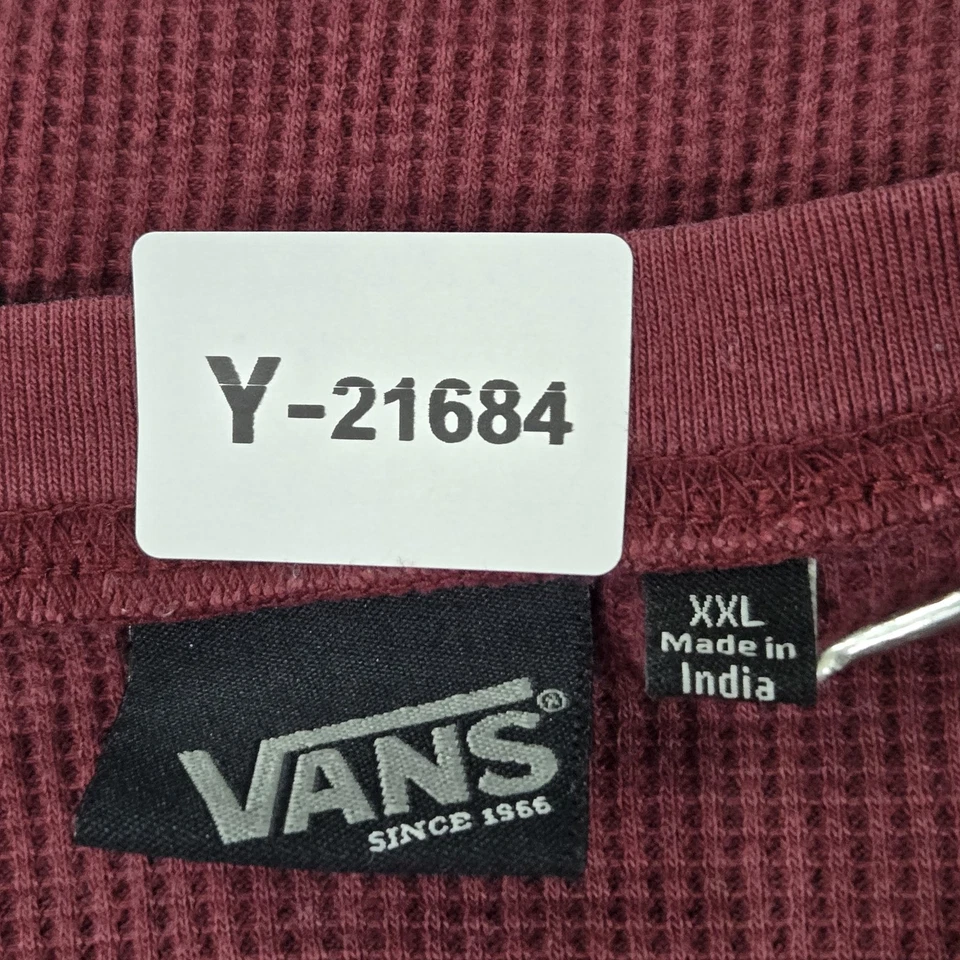 Y-21684
XXL
Made in
India
VANS®
SINCE 1966